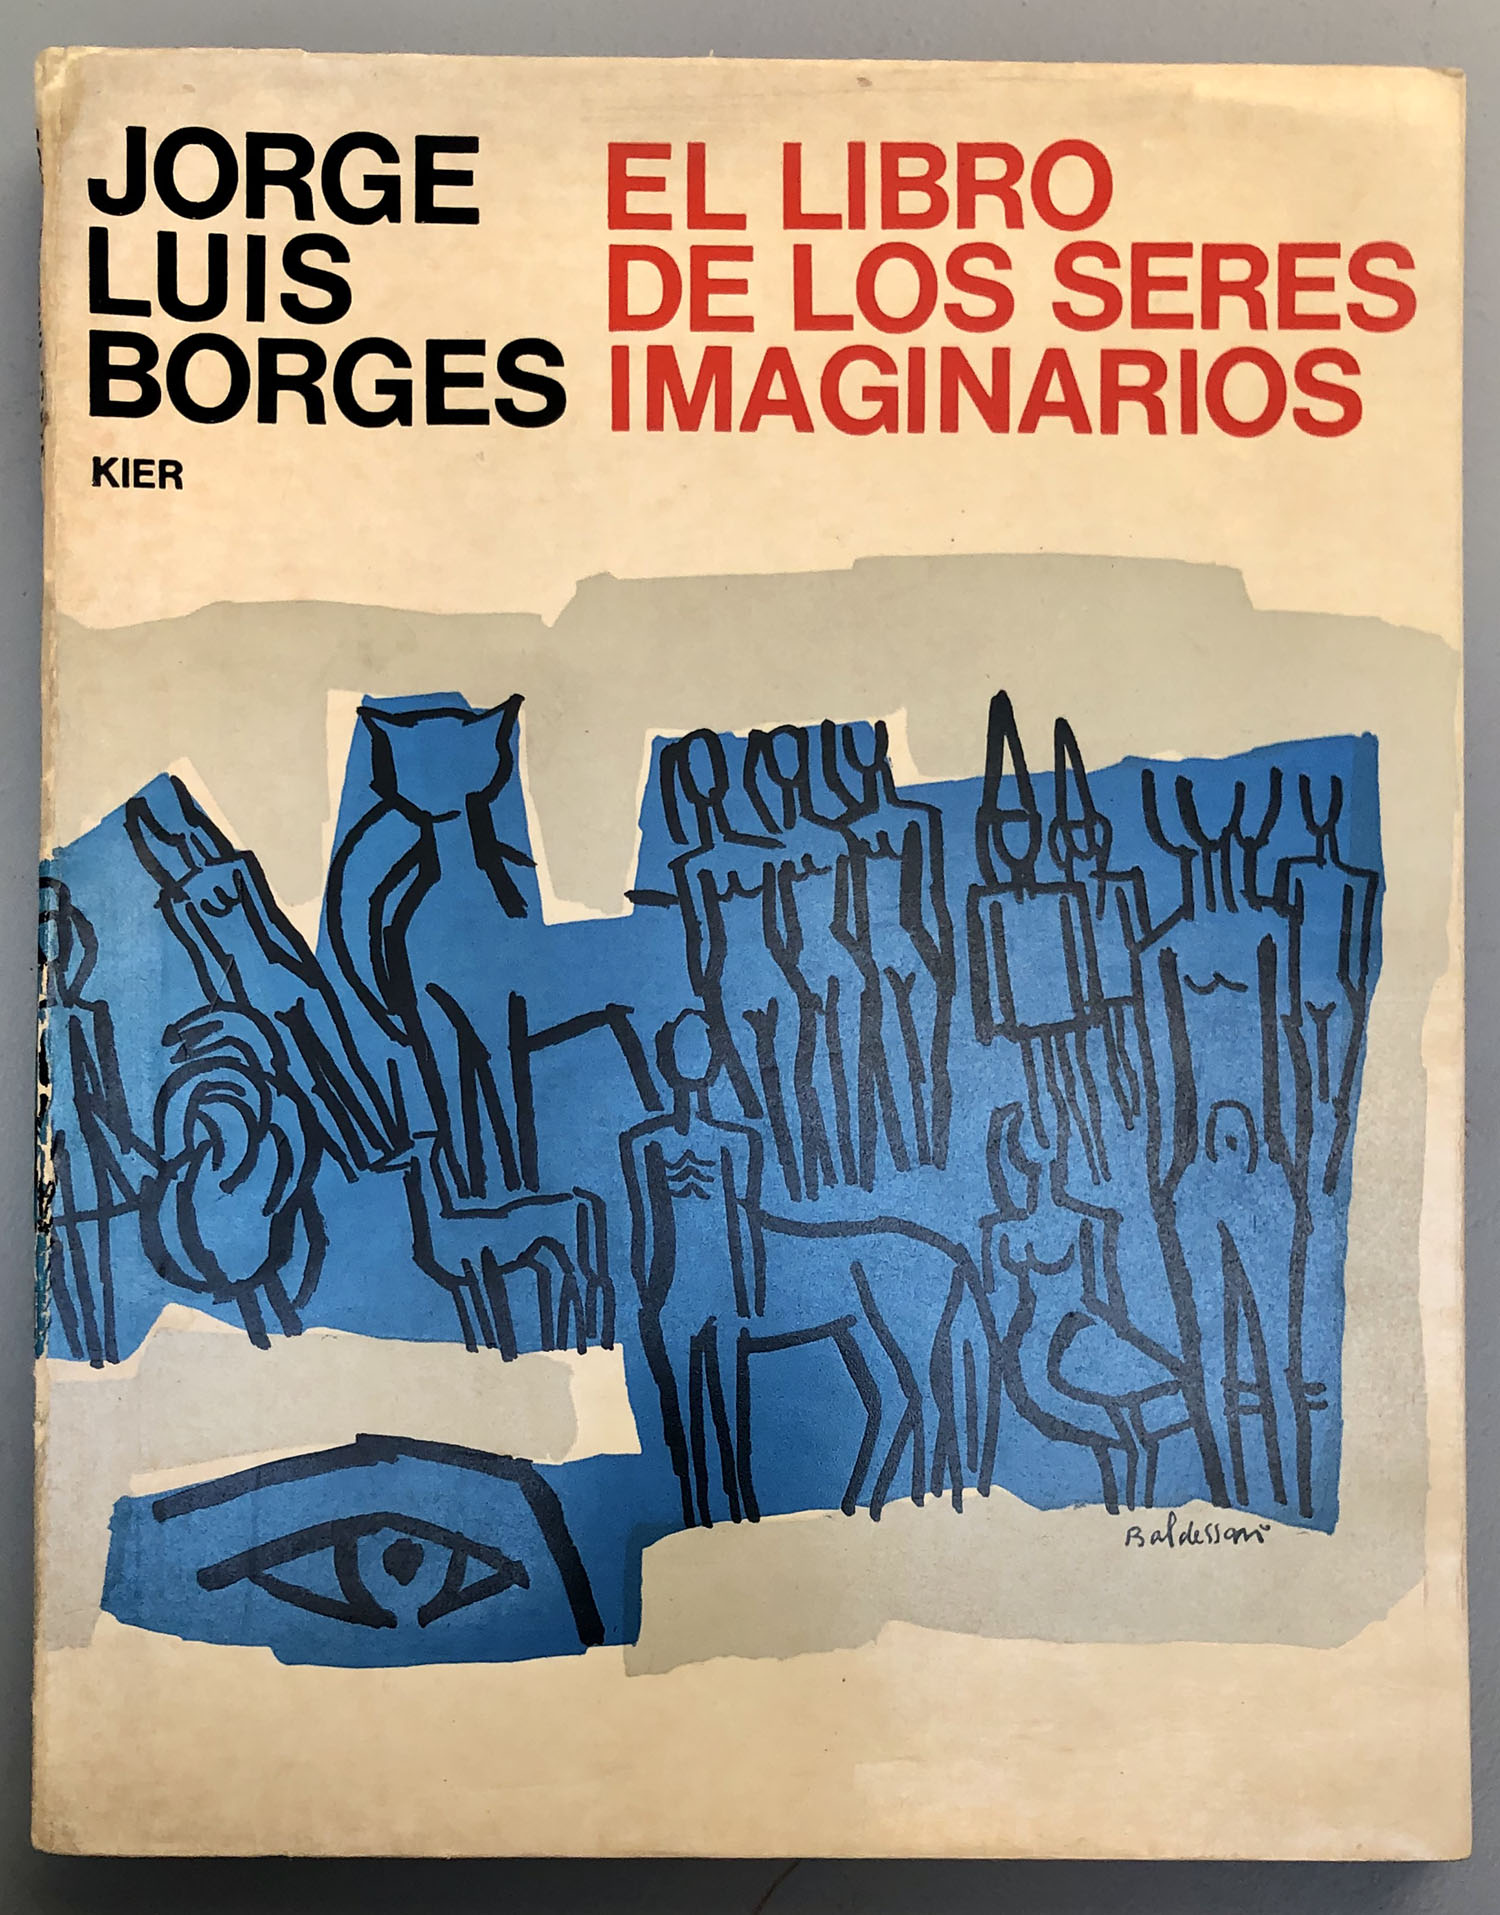 JORGE
LUIS
BORGES
KIER
EL LIBRO
DE LOS SERES
IMAGINARIOS
Baldessari